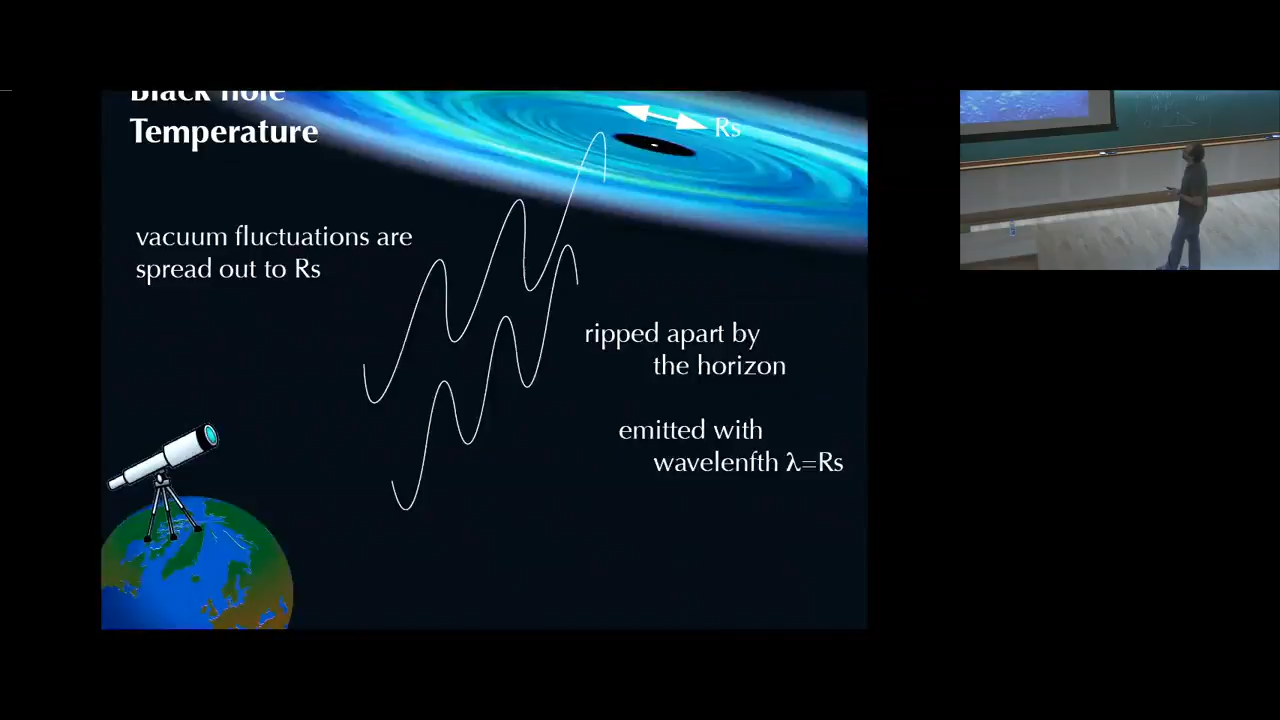 Black hole
Temperature
Rs
vacuum fluctuations are
spread out to Rs
ripped apart by
the horizon
emitted with
wavelenfth λ=Rs